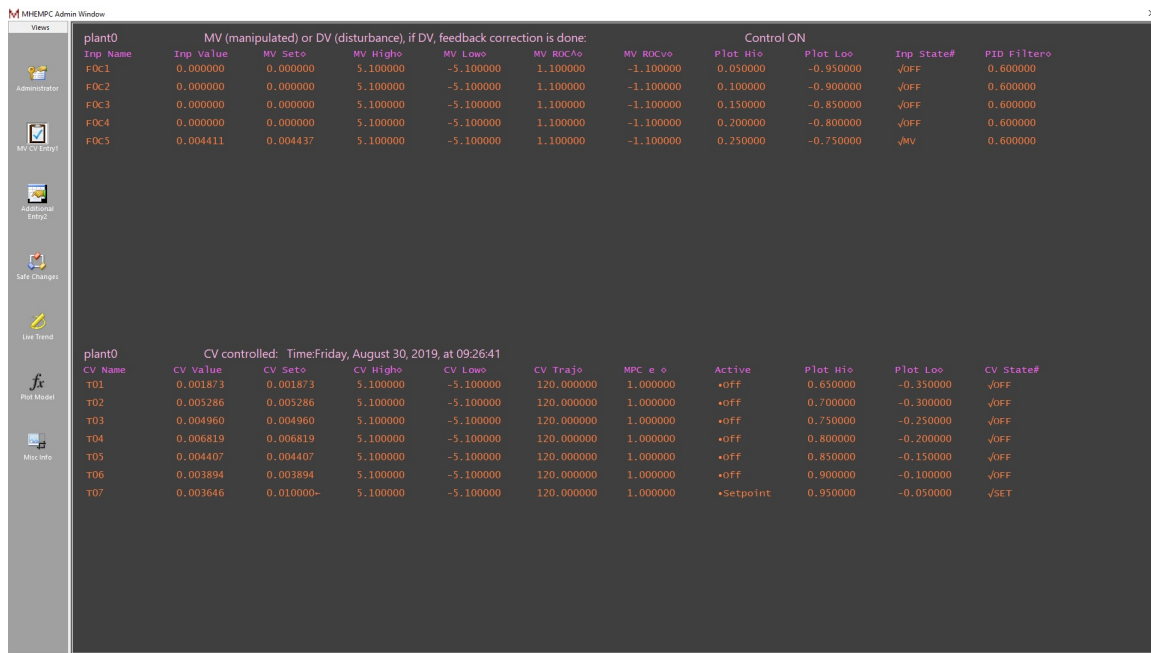 MHEMPC Admin Window
Views
Administrator
MV CV Entry1
Additional
Entry2
Safe Changes
Live Trend
fx
Plot Model
Misc Info
plant0 MV (manipulated) or DV (disturbance), if DV, feedback correction is done: Control ON
Inp Name Inp Value MV Set◇ MV High◇ MV Low◇ MV ROC^◇ MV ROCv◇ Plot Hi◇ Plot Lo◇ Inp State# PID Filter◇
F0C1 0.000000 0.000000 5.100000 -5.100000 1.100000 -1.100000 0.050000 -0.950000 √OFF 0.600000
F0C2 0.000000 0.000000 5.100000 -5.100000 1.100000 -1.100000 0.100000 -0.900000 √OFF 0.600000
F0C3 0.000000 0.000000 5.100000 -5.100000 1.100000 -1.100000 0.150000 -0.850000 √OFF 0.600000
F0C4 0.000000 0.000000 5.100000 -5.100000 1.100000 -1.100000 0.200000 -0.800000 √OFF 0.600000
F0C5 0.004411 0.004437 5.100000 -5.100000 1.100000 -1.100000 0.250000 -0.750000 √MV 0.600000
plant0 CV controlled: Time:Friday, August 30, 2019, at 09:26:41
CV Name CV Value CV Set◇ CV High◇ CV Low◇ CV Traj◇ MPC e ◇ Active Plot Hi◇ Plot Lo◇ CV State#
T01 0.001873 0.001873 5.100000 -5.100000 120.000000 1.000000 •Off 0.650000 -0.350000 √OFF
T02 0.005286 0.005286 5.100000 -5.100000 120.000000 1.000000 •Off 0.700000 -0.300000 √OFF
T03 0.004960 0.004960 5.100000 -5.100000 120.000000 1.000000 •Off 0.750000 -0.250000 √OFF
T04 0.006819 0.006819 5.100000 -5.100000 120.000000 1.000000 •Off 0.800000 -0.200000 √OFF
T05 0.004407 0.004407 5.100000 -5.100000 120.000000 1.000000 •Off 0.850000 -0.150000 √OFF
T06 0.003894 0.003894 5.100000 -5.100000 120.000000 1.000000 •Off 0.900000 -0.100000 √OFF
T07 0.003646 0.010000← 5.100000 -5.100000 120.000000 1.000000 •Setpoint 0.950000 -0.050000 √SET